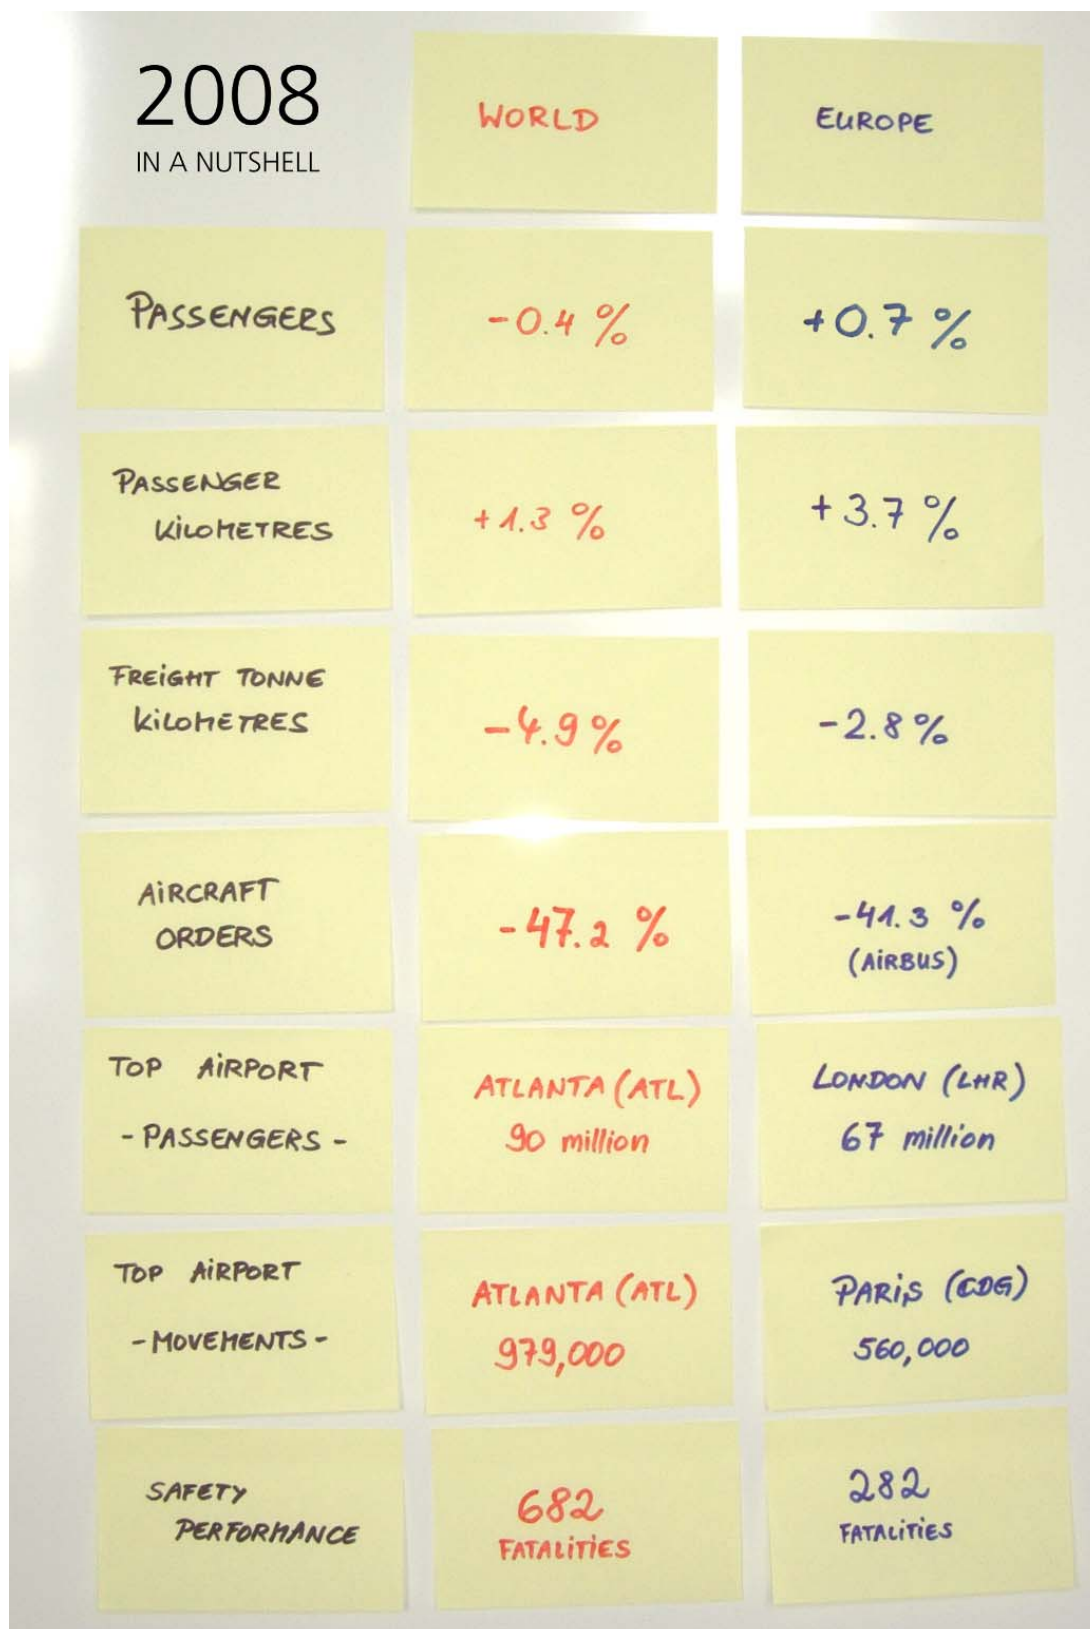 2008
IN A NUTSHELL
WORLD
EUROPE
PASSENGERS
-0.4 %
+0.7 %
PASSENGER
KILOMETRES
+1.3 %
+3.7 %
FREIGHT TONNE
KILOMETRES
-4.9 %
-2.8 %
AIRCRAFT
ORDERS
-47.2 %
-41.3 %
(AIRBUS)
TOP AIRPORT
- PASSENGERS -
ATLANTA (ATL)
90 million
LONDON (LHR)
67 million
TOP AIRPORT
- MOVEMENTS -
ATLANTA (ATL)
979,000
PARIS (CDG)
560,000
SAFETY
PERFORMANCE
682
FATALITIES
282
FATALITIES